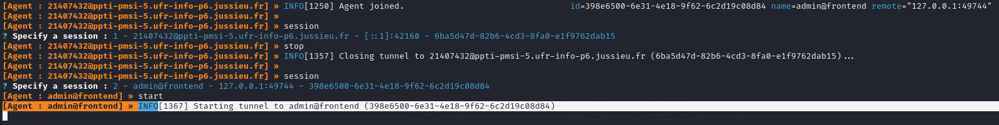 [Agent : 21407432@ppti-pmsi-5.ufr-info-p6.jussieu.fr] » INFO[1250] Agent joined. id=398e6500-6e31-4e18-9f62-6c2d19c08d84 name=admin@frontend remote="127.0.0.1:49744"
[Agent : 21407432@ppti-pmsi-5.ufr-info-p6.jussieu.fr] »
[Agent : 21407432@ppti-pmsi-5.ufr-info-p6.jussieu.fr] » session
? Specify a session : 1 - 21407432@ppti-pmsi-5.ufr-info-p6.jussieu.fr - [::1]:42160 - 6ba5d47d-82b6-4cd3-8fa0-e1f9762dab15
[Agent : 21407432@ppti-pmsi-5.ufr-info-p6.jussieu.fr] » stop
[Agent : 21407432@ppti-pmsi-5.ufr-info-p6.jussieu.fr] » INFO[1357] Closing tunnel to 21407432@ppti-pmsi-5.ufr-info-p6.jussieu.fr (6ba5d47d-82b6-4cd3-8fa0-e1f9762dab15)...
[Agent : 21407432@ppti-pmsi-5.ufr-info-p6.jussieu.fr] »
[Agent : 21407432@ppti-pmsi-5.ufr-info-p6.jussieu.fr] » session
? Specify a session : 2 - admin@frontend - 127.0.0.1:49744 - 398e6500-6e31-4e18-9f62-6c2d19c08d84
[Agent : admin@frontend] » start
[Agent : admin@frontend] » INFO[1367] Starting tunnel to admin@frontend (398e6500-6e31-4e18-9f62-6c2d19c08d84)